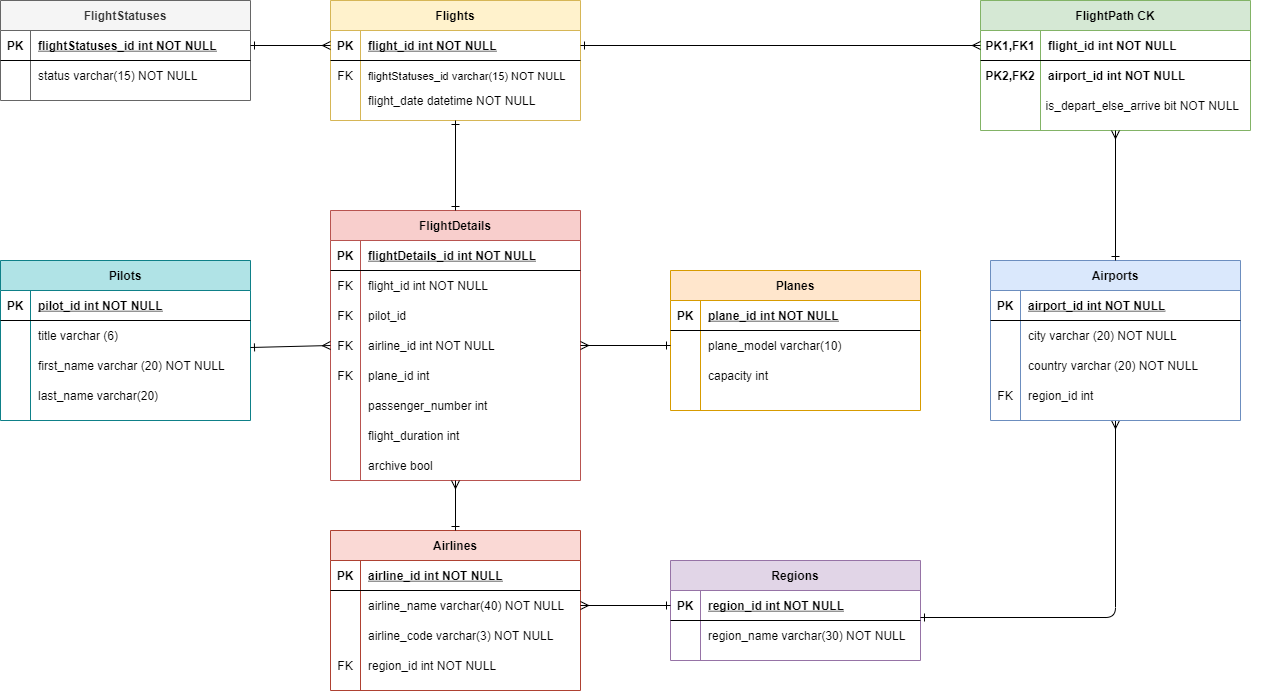 FlightStatuses
PK flightStatuses_id int NOT NULL
status varchar(15) NOT NULL
Flights
PK flight_id int NOT NULL
FK flightStatuses_id varchar(15) NOT NULL
flight_date datetime NOT NULL
FlightPath CK
PK1,FK1 flight_id int NOT NULL
PK2,FK2 airport_id int NOT NULL
is_depart_else_arrive bit NOT NULL
Pilots
PK pilot_id int NOT NULL
title varchar (6)
first_name varchar (20) NOT NULL
last_name varchar(20)
FlightDetails
PK flightDetails_id int NOT NULL
FK flight_id int NOT NULL
FK pilot_id
FK airline_id int NOT NULL
FK plane_id int
passenger_number int
flight_duration int
archive bool
Planes
PK plane_id int NOT NULL
plane_model varchar(10)
capacity int
Airports
PK airport_id int NOT NULL
city varchar (20) NOT NULL
country varchar (20) NOT NULL
FK region_id int
Airlines
PK airline_id int NOT NULL
airline_name varchar(40) NOT NULL
airline_code varchar(3) NOT NULL
FK region_id int NOT NULL
Regions
PK region_id int NOT NULL
region_name varchar(30) NOT NULL